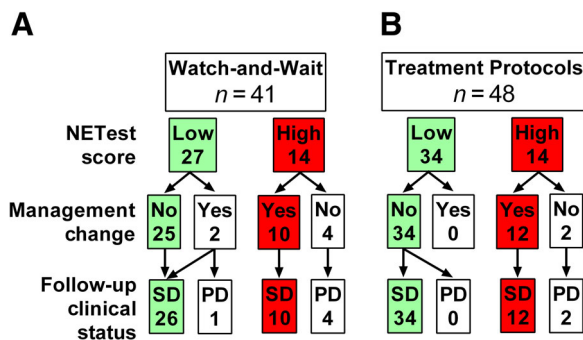 A
B
Watch-and-Wait
n = 41
Treatment Protocols
n = 48
NETest
score
Low
27
High
14
Low
34
High
14
Management
change
No
25
Yes
2
Yes
10
No
4
No
34
Yes
0
Yes
12
No
2
Follow-up
clinical
status
SD
26
PD
1
SD
10
PD
4
SD
34
PD
0
SD
12
PD
2